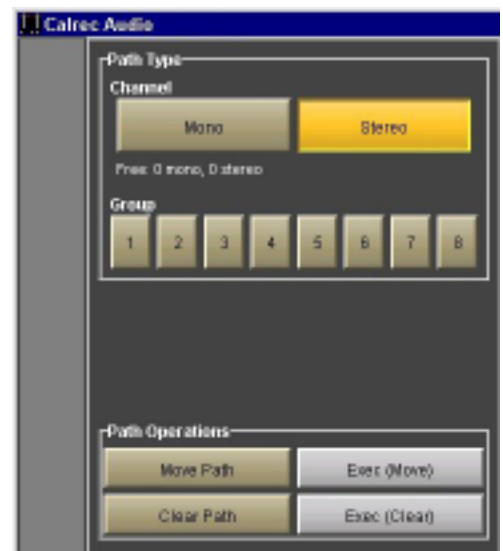 Calrec Audio
Path Type
Channel
Mono Stereo
Free: 0 mono, 0 stereo
Group
1 2 3 4 5 6 7 8
Path Operations
Move Path Exec (Move)
Clear Path Exec (Clear)